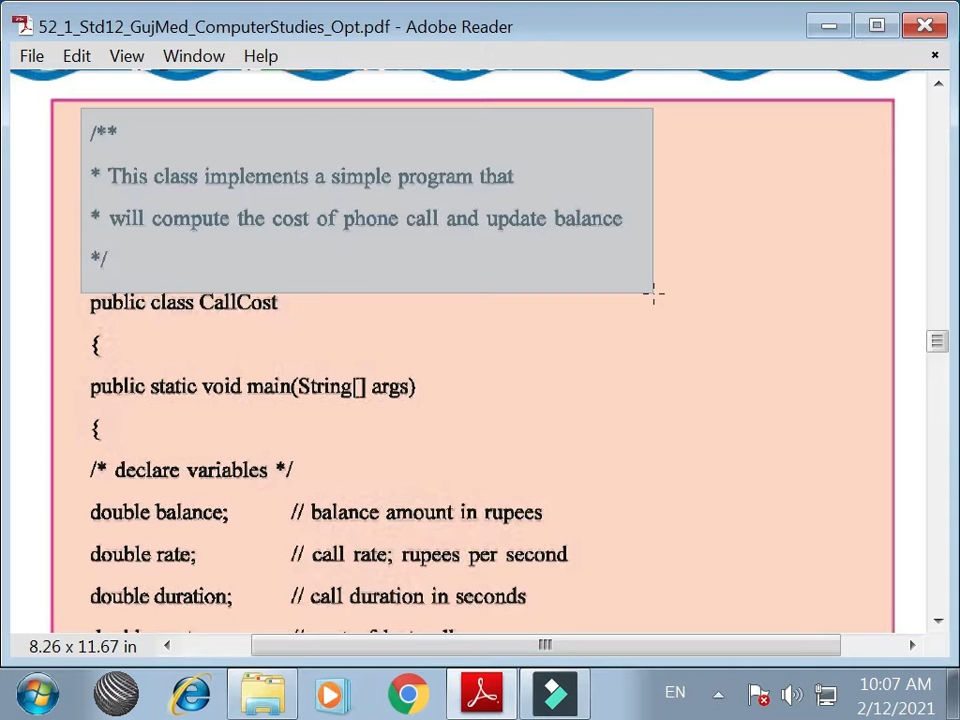 52_1_Std12_GujMed_ComputerStudies_Opt.pdf - Adobe Reader
File Edit View Window Help
/**
* This class implements a simple program that
* will compute the cost of phone call and update balance
*/
public class CallCost
{
public static void main(String[] args)
{
/* declare variables */
double balance; // balance amount in rupees
double rate; // call rate; rupees per second
double duration; // call duration in seconds
8.26 x 11.67 in
EN
10:07 AM
2/12/2021